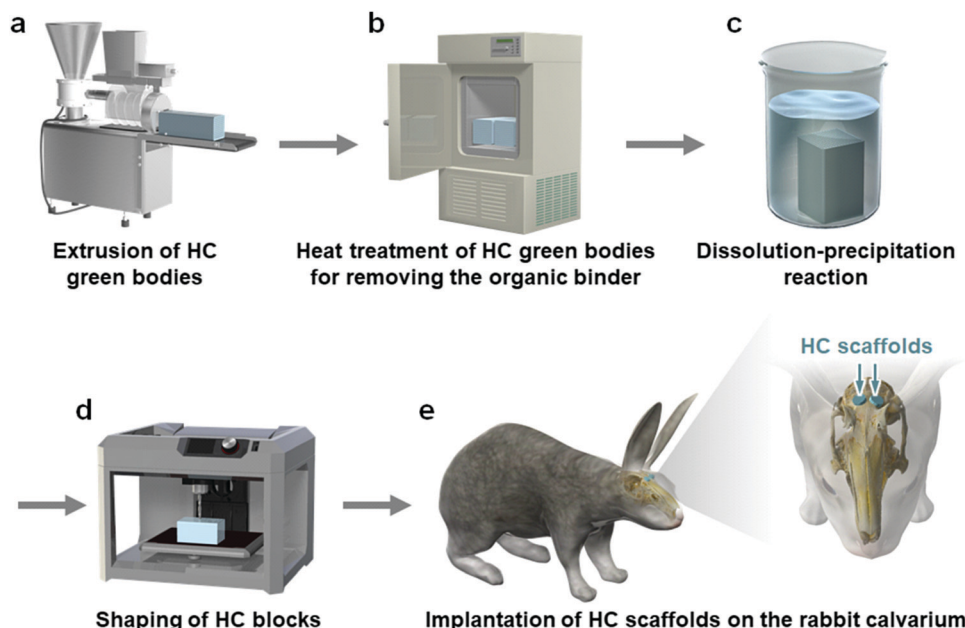 a
b
c
Extrusion of HC
green bodies
Heat treatment of HC green bodies
for removing the organic binder
Dissolution-precipitation
reaction
HC scaffolds
d
e
Shaping of HC blocks
Implantation of HC scaffolds on the rabbit calvarium